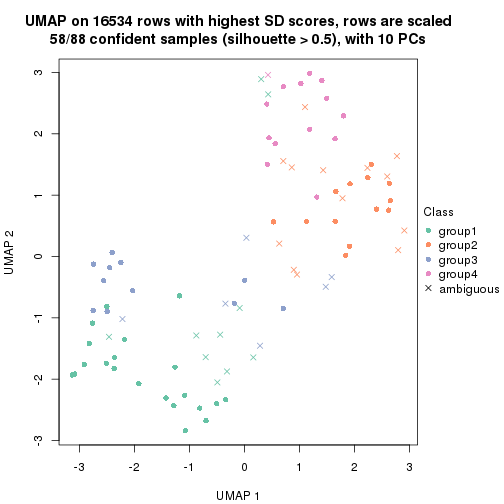 UMAP on 16534 rows with highest SD scores, rows are scaled
58/88 confident samples (silhouette > 0.5), with 10 PCs
UMAP 2
3
2
1
0
-1
-2
-3
-3
-2
-1
0
1
2
3
UMAP 1
Class
group1
group2
group3
group4
ambiguous